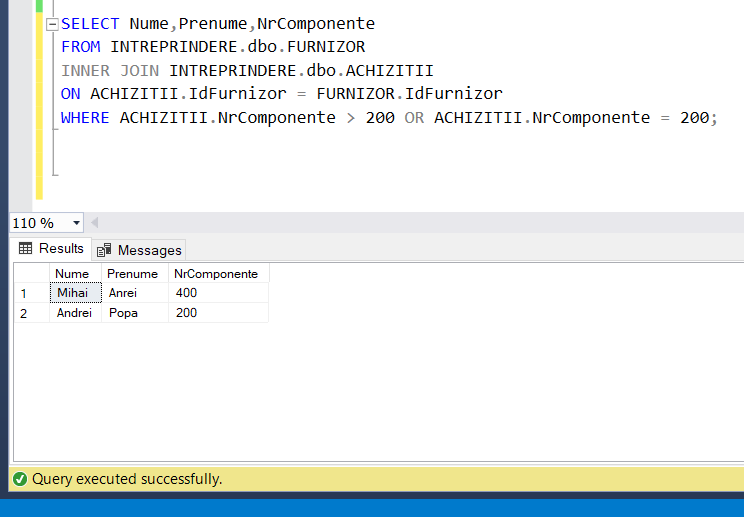 SELECT Nume,Prenume,NrComponente
FROM INTREPRINDERE.dbo.FURNIZOR
INNER JOIN INTREPRINDERE.dbo.ACHIZITII
ON ACHIZITII.IdFurnizor = FURNIZOR.IdFurnizor
WHERE ACHIZITII.NrComponente > 200 OR ACHIZITII.NrComponente = 200;
110 %
Results Messages
Nume Prenume NrComponente
1 Mihai Anrei 400
2 Andrei Popa 200
Query executed successfully.